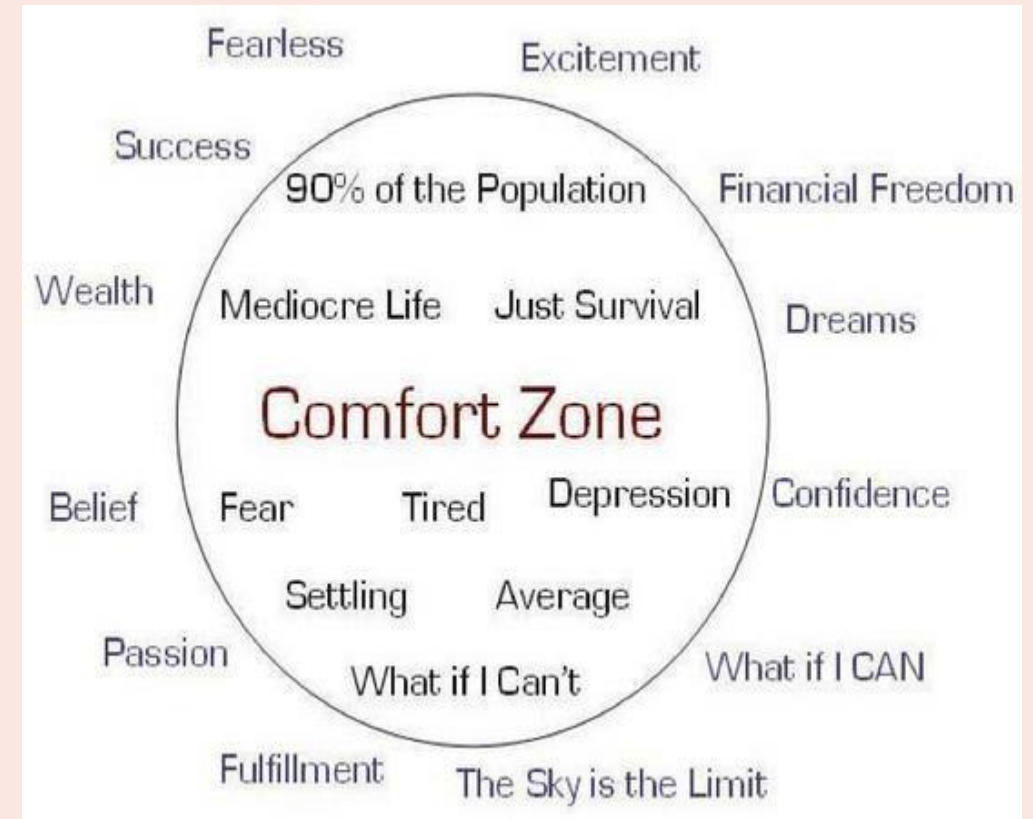 Fearless
Excitement
Success
90% of the Population
Financial Freedom
Wealth
Mediocre Life
Just Survival
Dreams
Comfort Zone
Belief
Fear
Tired
Depression
Confidence
Settling
Average
Passion
What if I Can't
What if I CAN
Fulfillment
The Sky is the Limit